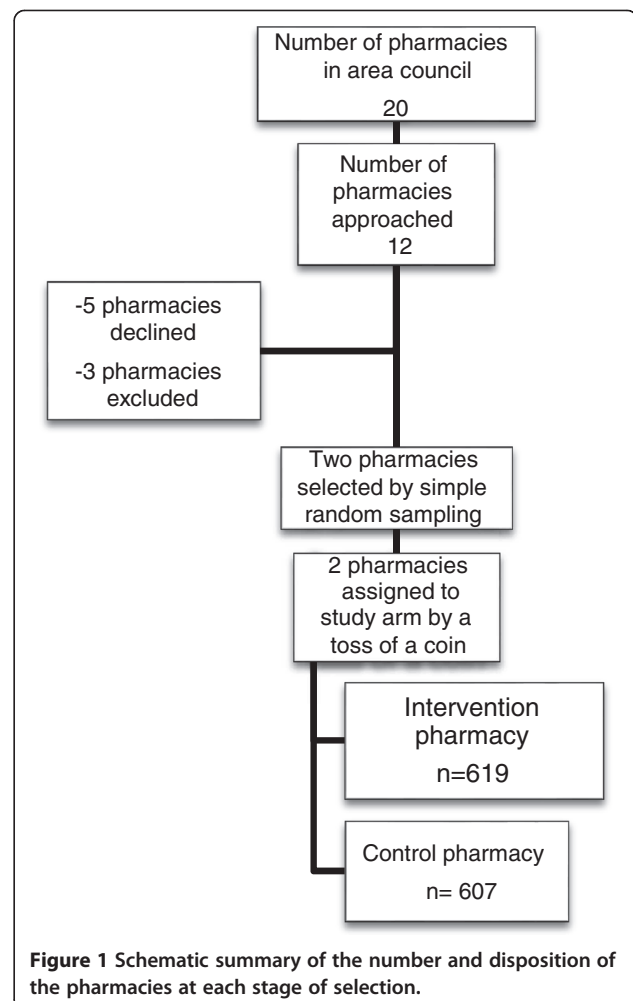 Number of pharmacies
in area council
20
Number of
pharmacies
approached
12
-5 pharmacies
declined
-3 pharmacies
excluded
Two pharmacies
selected by simple
random sampling
2 pharmacies
assigned to
study arm by a
toss of a coin
Intervention
pharmacy
n=619
Control pharmacy
n= 607
Figure 1 Schematic summary of the number and disposition of
the pharmacies at each stage of selection.